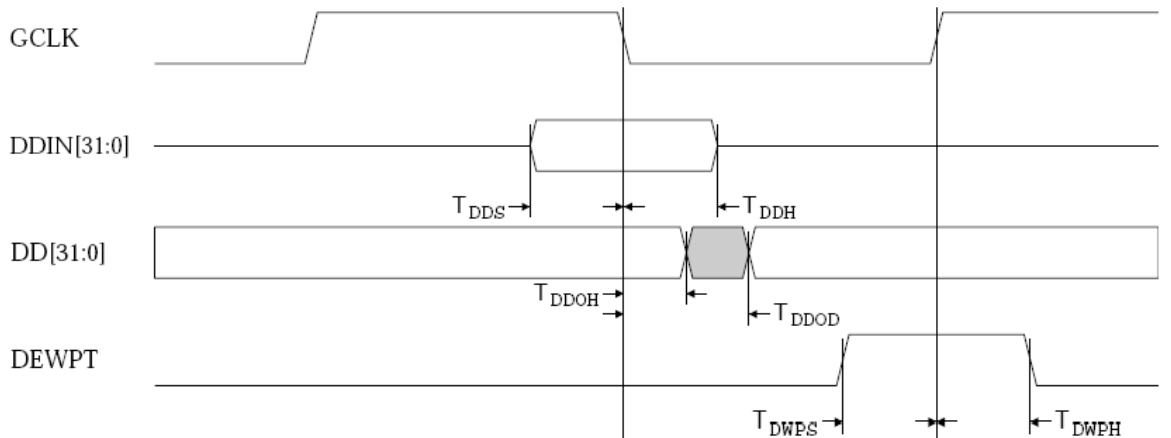 GCLK
DDIN[31:0]
TDDS
TDDH
DD[31:0]
TDDOH
TDDOD
DEWPT
TDWPS
TDWPH